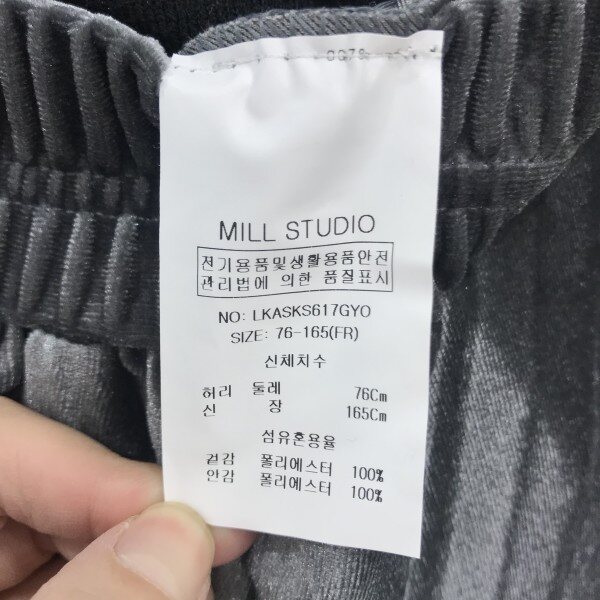 MILL STUDIO
전기용품및생활용품안전
관리법에 의한 품질표시
NO: LKASKS617GYO
SIZE: 76-165(FR)
신체치수
허리 둘레 76Cm
신 장 165Cm
섬유혼용율
겉감 폴리에스터 100%
안감 폴리에스터 100%